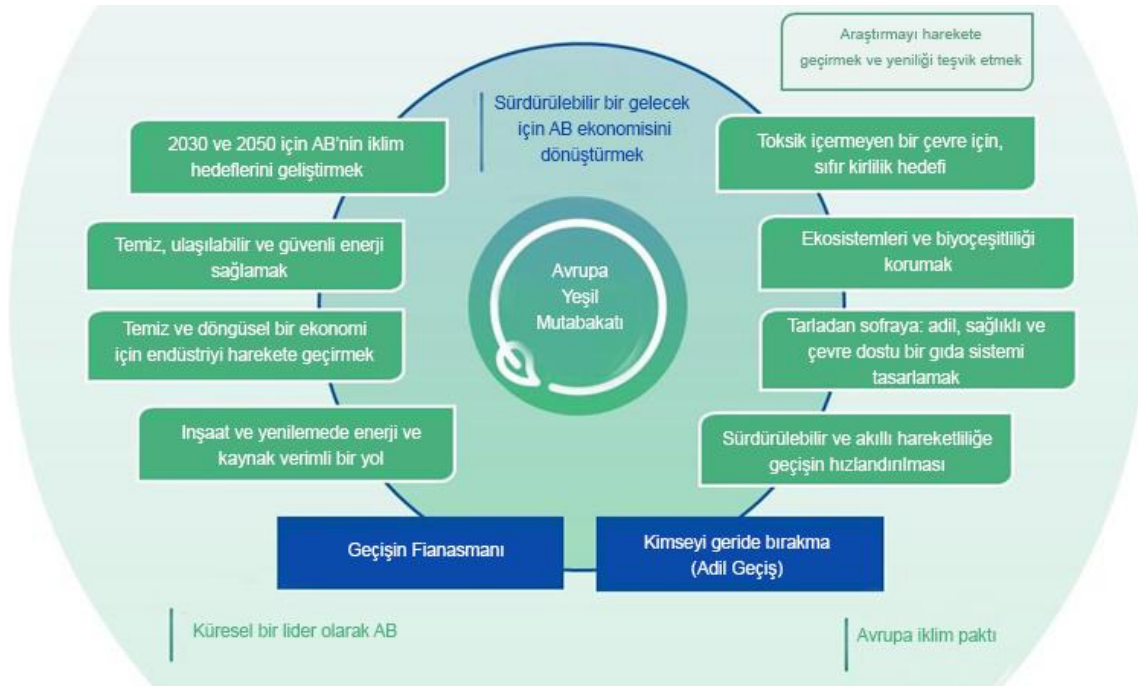 Araştırmayı harekete
geçirmek ve yeniliği teşvik etmek
Sürdürülebilir bir gelecek
için AB ekonomisini
dönüştürmek
2030 ve 2050 için AB'nin iklim
hedeflerini geliştirmek
Toksik içermeyen bir çevre için,
sıfır kirlilik hedefi
Temiz, ulaşılabilir ve güvenli enerji
sağlamak
Ekosistemleri ve biyoçeşitliliği
korumak
Avrupa
Yeşil
Mutabakatı
Temiz ve döngüsel bir ekonomi
için endüstriyi harekete geçirmek
Tarladan sofraya: adil, sağlıklı ve
çevre dostu bir gıda sistemi
tasarlamak
Inşaat ve yenilemede enerji ve
kaynak verimli bir yol
Sürdürülebilir ve akıllı hareketliliğe
geçişin hızlandırılması
Geçişin Fianasmanı
Kimseyi geride bırakma
(Adil Geçiş)
Küresel bir lider olarak AB
Avrupa iklim paktı